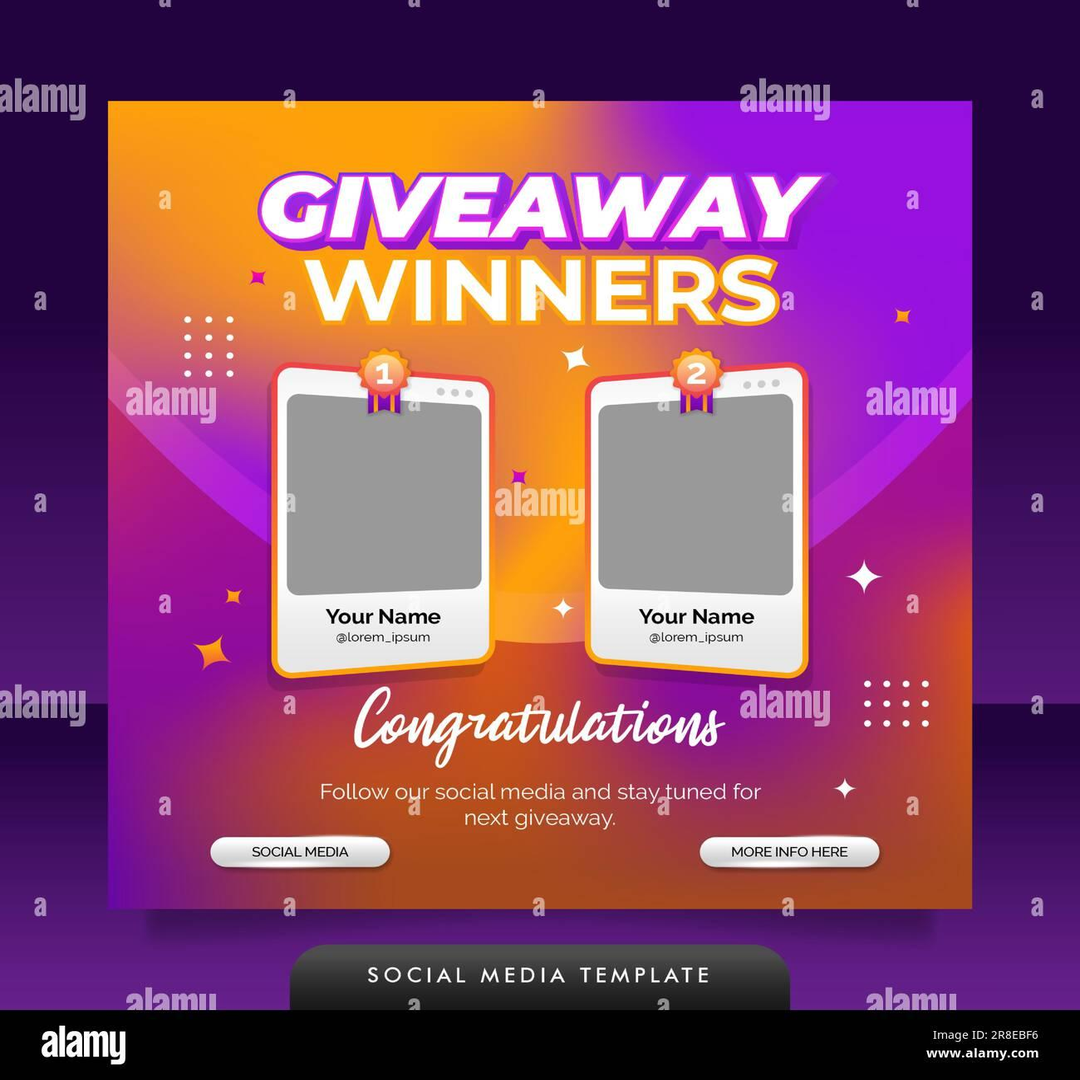 GIVEAWAY
WINNERS
1
2
Your Name
@lorem_ipsum
Your Name
@lorem_ipsum
Congratulations
Follow our social media and stay tuned for
next giveaway.
SOCIAL MEDIA
MORE INFO HERE
SOCIAL MEDIA TEMPLATE
alamy
Image ID: 2R8EBF6
www.alamy.com